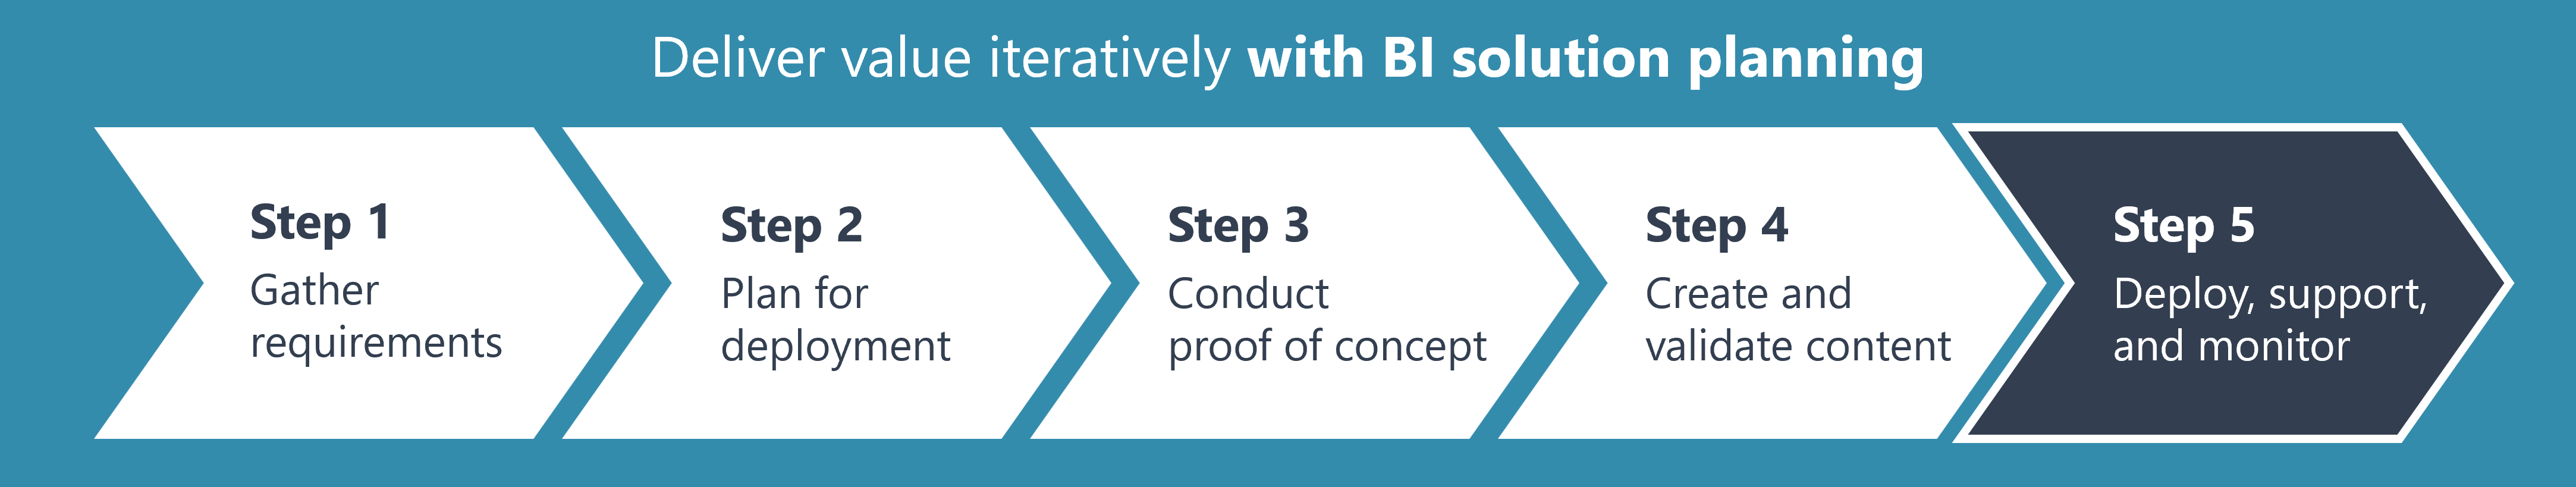 Deliver value iteratively with BI solution planning
Step 1
Gather
requirements
Step 2
Plan for
deployment
Step 3
Conduct
proof of concept
Step 4
Create and
validate content
Step 5
Deploy, support,
and monitor